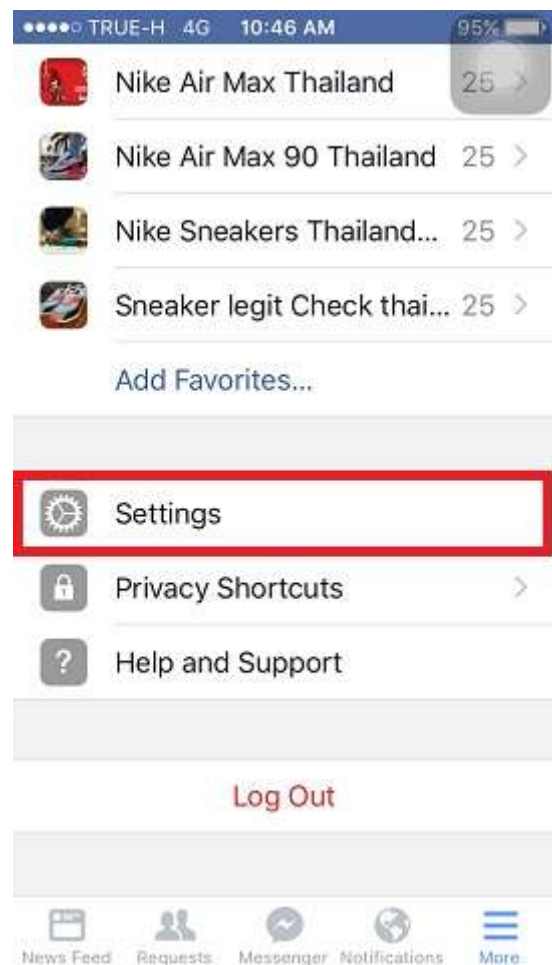 TRUE-H 4G 10:46 AM 95%
Nike Air Max Thailand 25
Nike Air Max 90 Thailand 25
Nike Sneakers Thailand... 25
Sneaker legit Check thai... 25
Add Favorites...
Settings
Privacy Shortcuts
? Help and Support
Log Out
News Feed Requests Messenger Notifications More